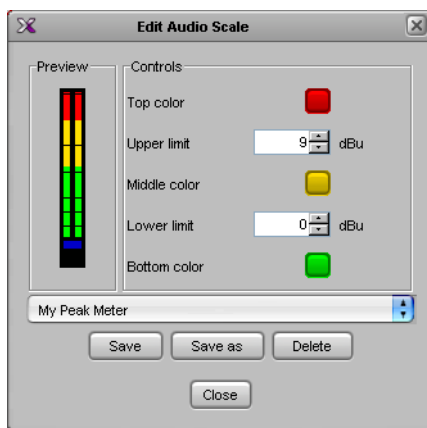 Edit Audio Scale
Preview
Controls
Top color
Upper limit 9 dBu
Middle color
Lower limit 0 dBu
Bottom color
My Peak Meter
Save Save as Delete
Close